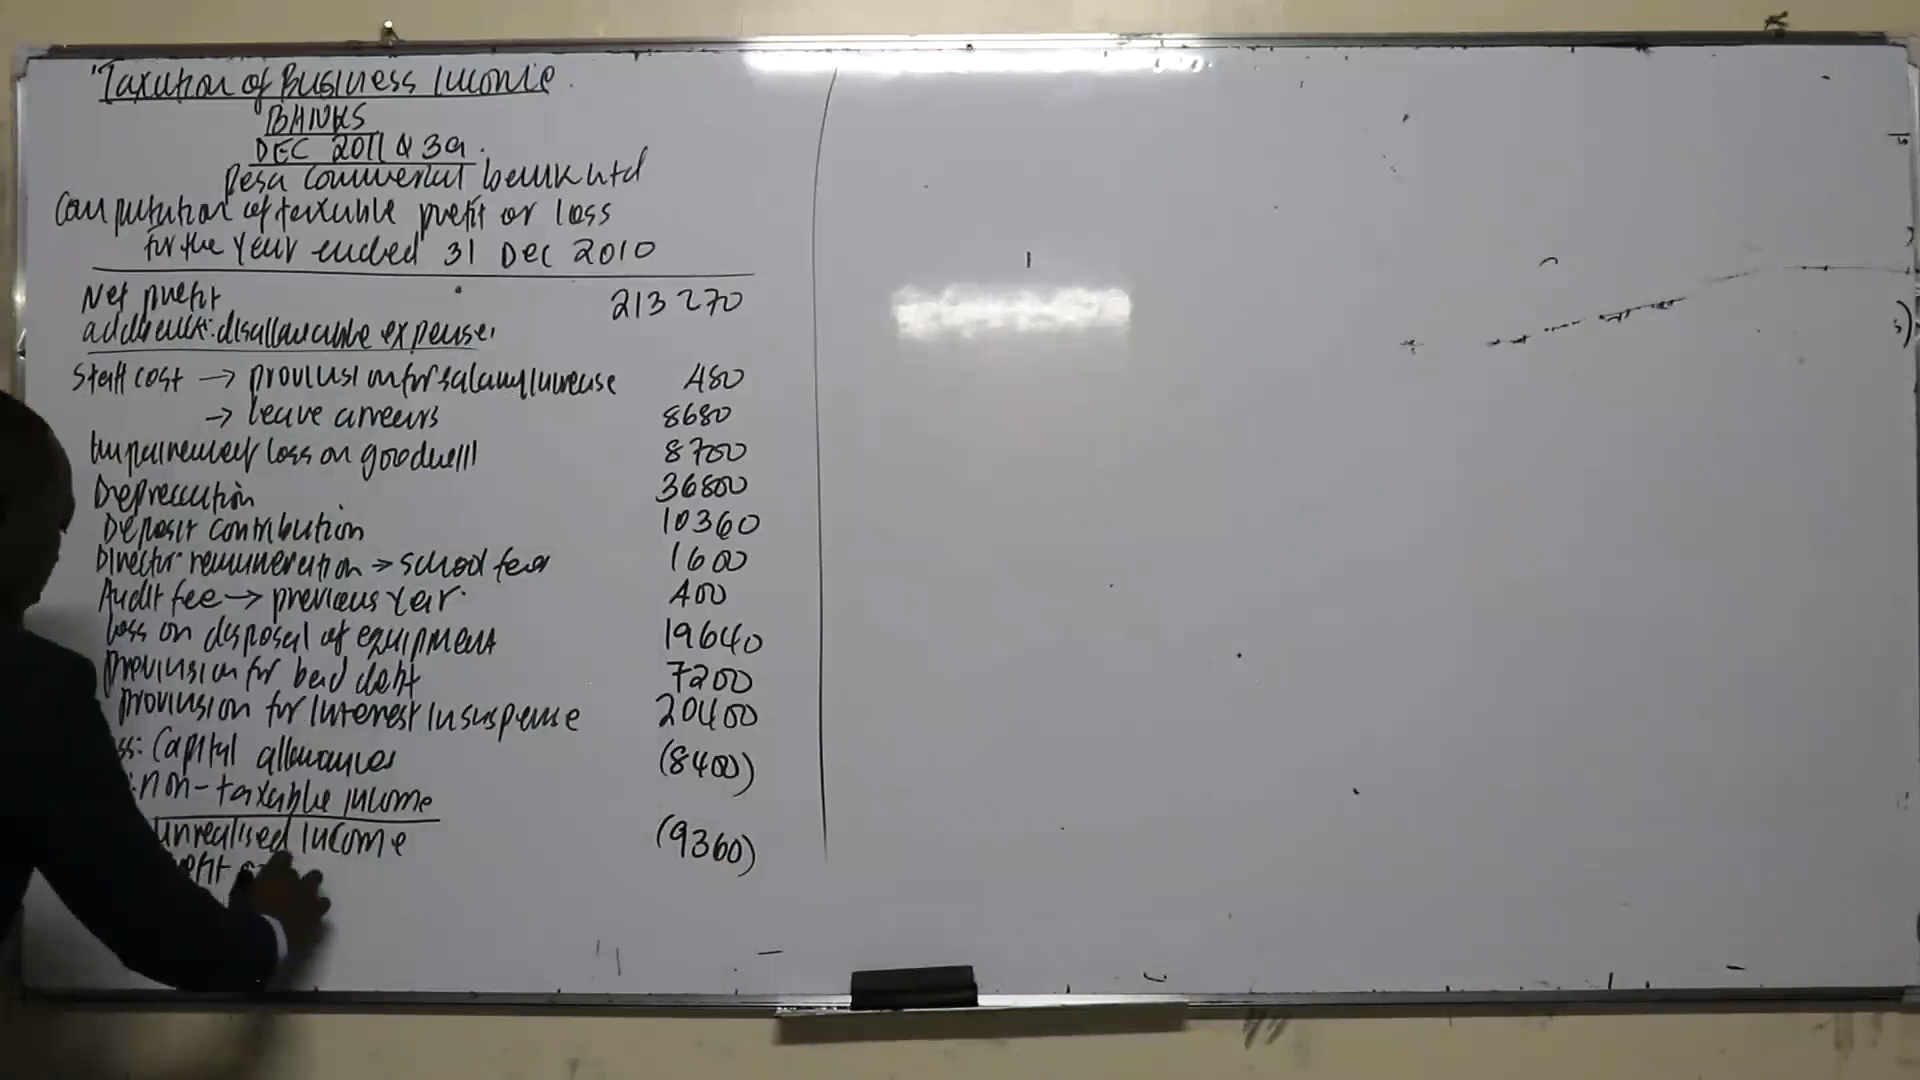 Taxation of Business Income
BANKS
DEC 2011 Q 3a.
Pesa Commercial bank Ltd
Computation of taxable profit or loss
for the Year ended 31 Dec 2010
Net profit 213 270
add back: disallowable expenses
Staff cost → provision for salary increase 480
→ leave arrears 8680
Impairement loss on goodwill 8700
Depreciation 36800
Deposit contribution 10360
Director remuneration → school fees 1600
Audit fee → previous year. 400
loss on disposal of equipment 19640
provision for bad debt 7200
provision for interest in suspense 20400
ss: Capital allowances (8400)
: non-taxable income
unrealised income (9360)